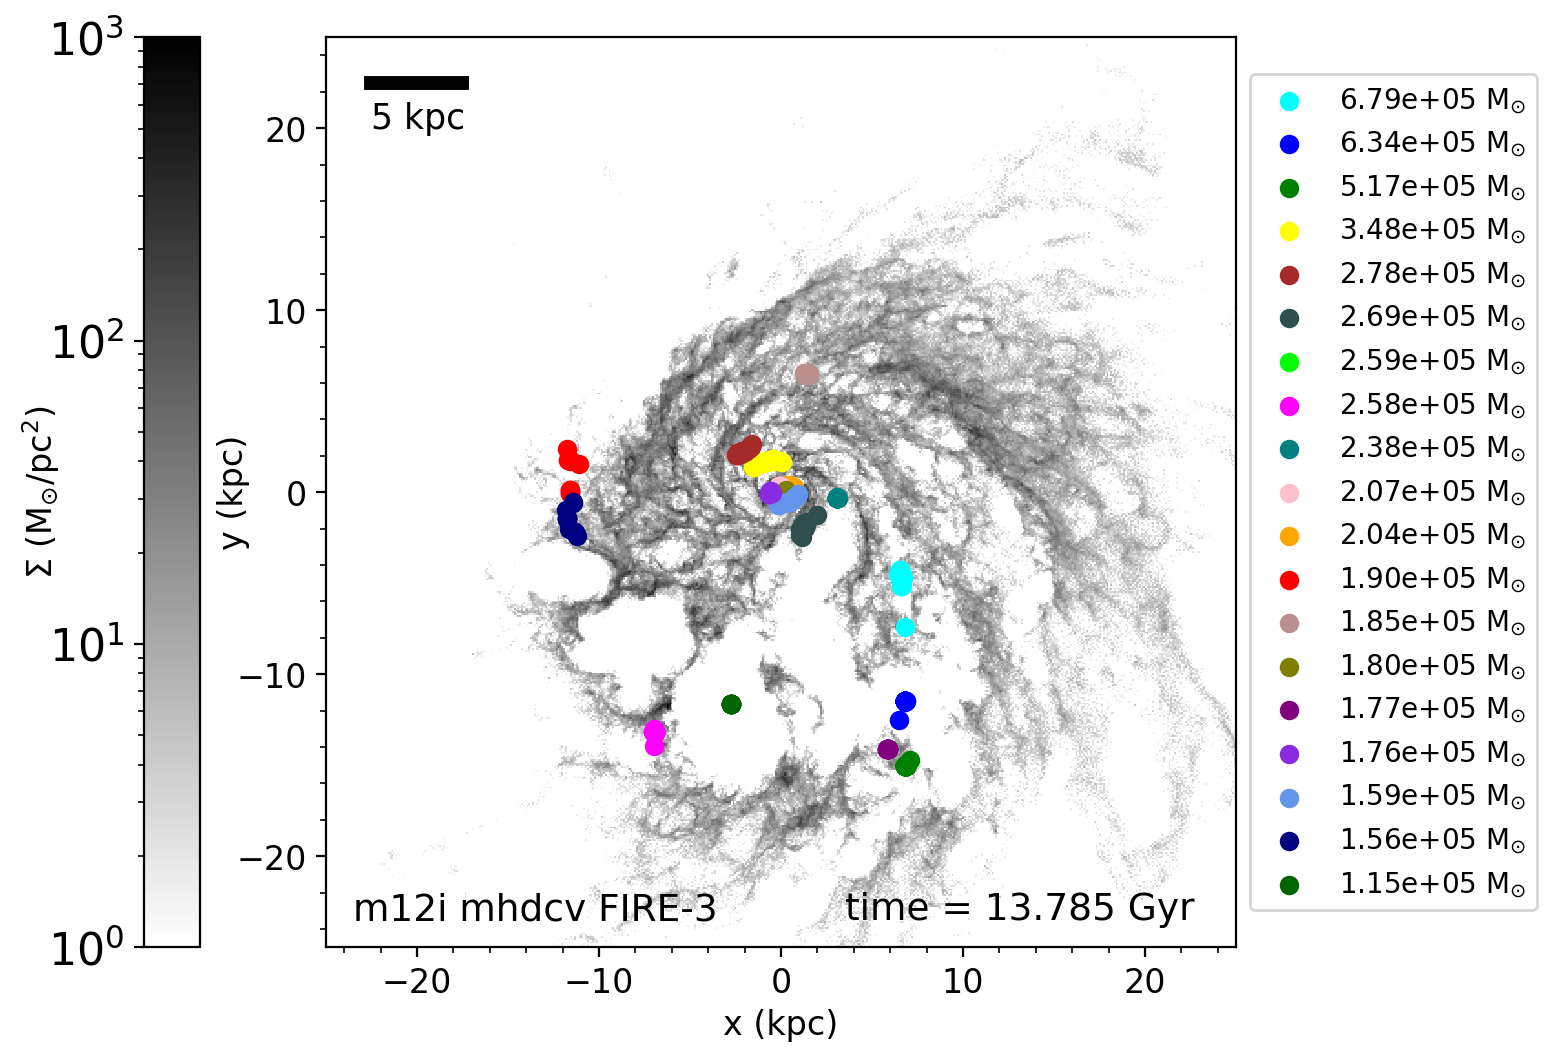 10³
10²
10¹
10⁰
Σ (M⊙/pc²)
y (kpc)
20
10
0
−10
−20
5 kpc
m12i mhdcv FIRE-3
time = 13.785 Gyr
−20
−10
0
10
20
x (kpc)
6.79e+05 M⊙
6.34e+05 M⊙
5.17e+05 M⊙
3.48e+05 M⊙
2.78e+05 M⊙
2.69e+05 M⊙
2.59e+05 M⊙
2.58e+05 M⊙
2.38e+05 M⊙
2.07e+05 M⊙
2.04e+05 M⊙
1.90e+05 M⊙
1.85e+05 M⊙
1.80e+05 M⊙
1.77e+05 M⊙
1.76e+05 M⊙
1.59e+05 M⊙
1.56e+05 M⊙
1.15e+05 M⊙